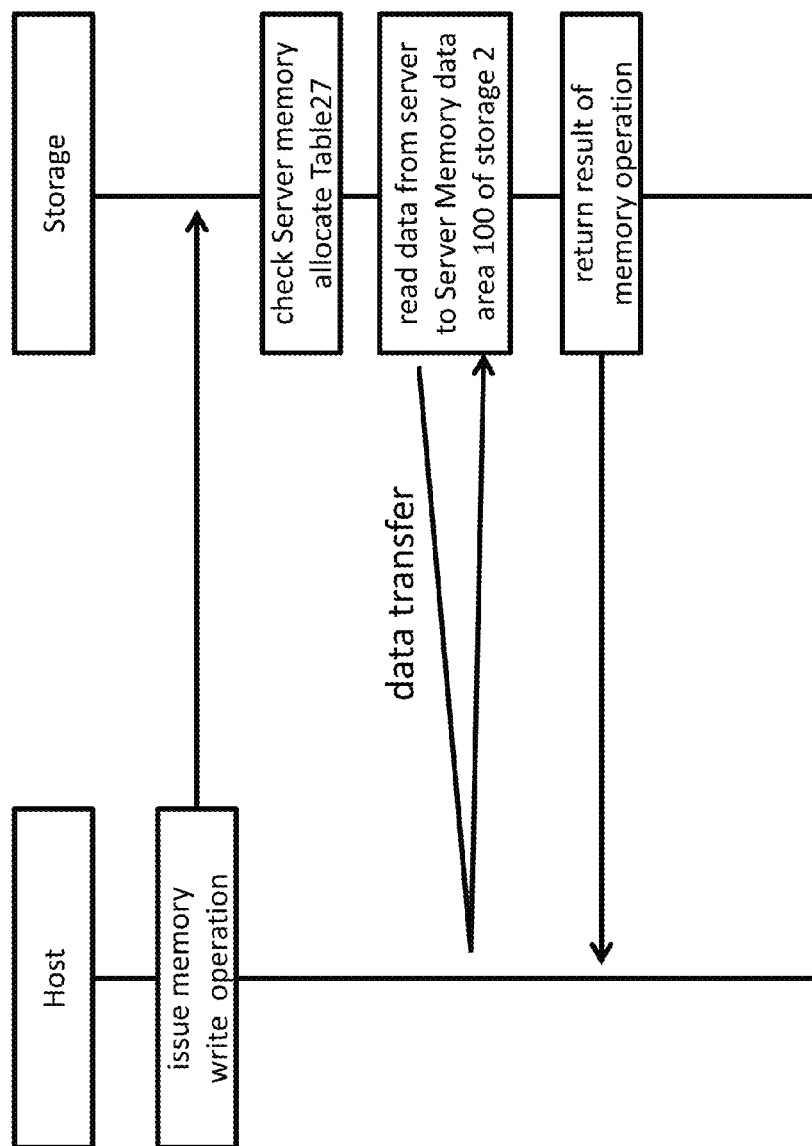 Host
Storage
issue memory
write operation
check Server memory
allocate Table27
read data from server
to Server Memory data
area 100 of storage 2
data transfer
return result of
memory operation